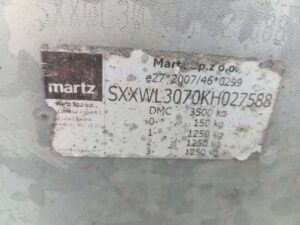 SXXWL30
martz
Martz Sp.z o.o.
Martz Sp.z o.o.
e27*2007/46*0299
SXXWL3070KH027588
DMC 3500 kg
0- 150 kg
1- 1250 kg
2- 1250 kg
3- 1250 kg